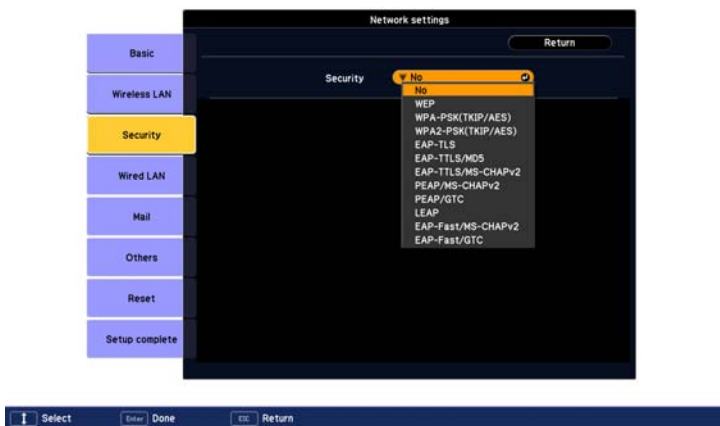 Network settings
Return
Basic
Wireless LAN
Security
Wired LAN
Mail
Others
Reset
Setup complete
Security No
No
WEP
WPA-PSK(TKIP/AES)
WPA2-PSK(TKIP/AES)
EAP-TLS
EAP-TTLS/MD5
EAP-TTLS/MS-CHAPv2
PEAP/MS-CHAPv2
PEAP/GTC
LEAP
EAP-Fast/MS-CHAPv2
EAP-Fast/GTC
Select Enter Done ESC Return